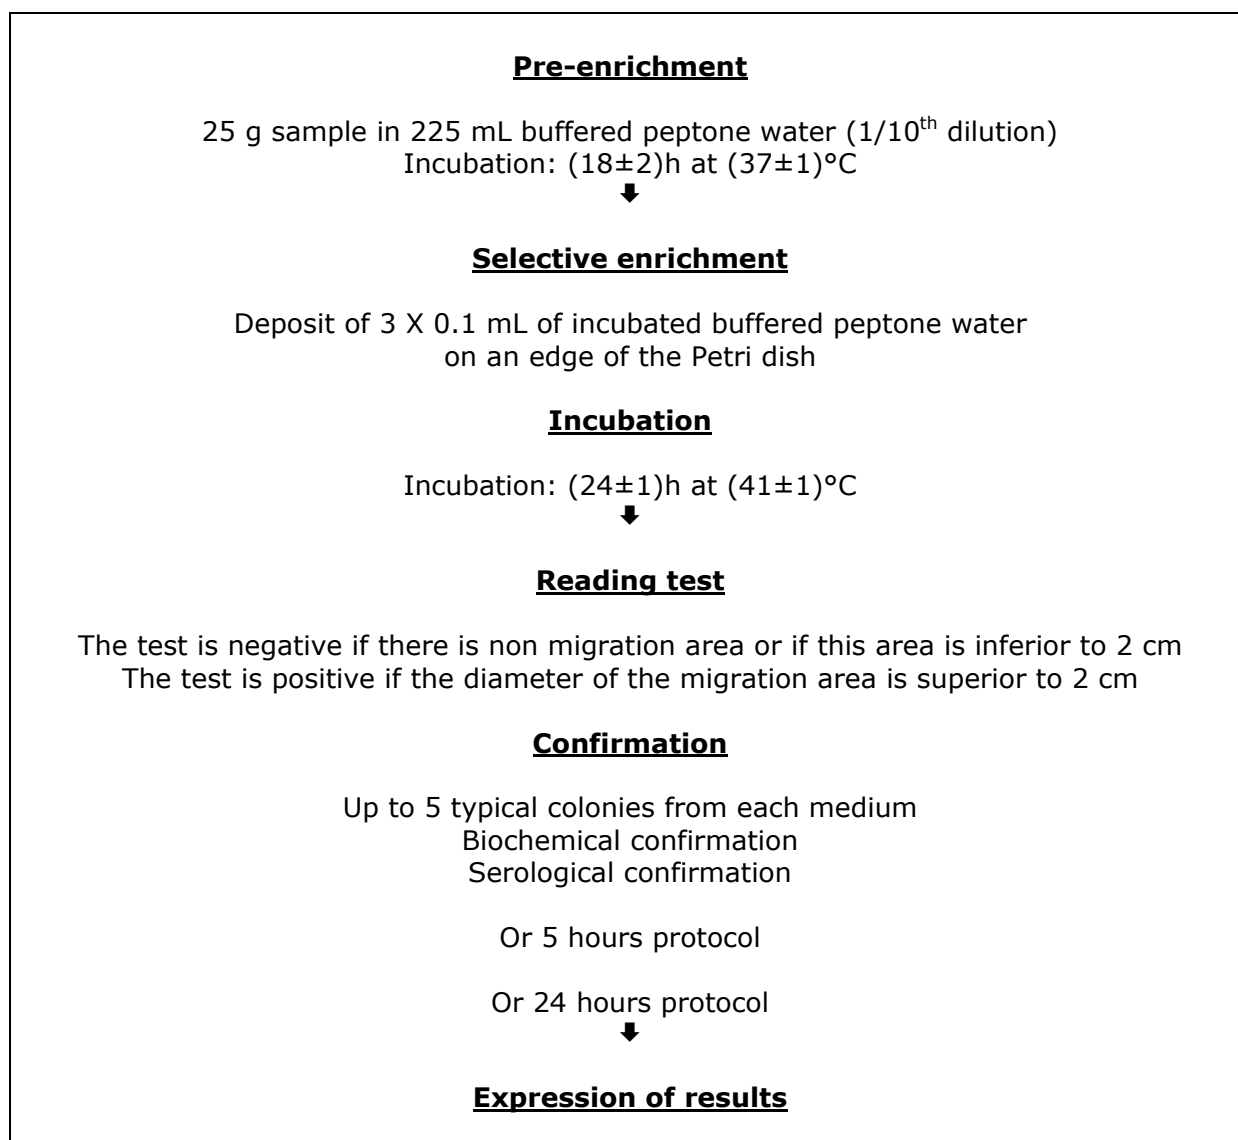 Pre-enrichment
25 g sample in 225 mL buffered peptone water (1/10th dilution)
Incubation: (18±2)h at (37±1)°C
🡇
Selective enrichment
Deposit of 3 X 0.1 mL of incubated buffered peptone water
on an edge of the Petri dish
Incubation
Incubation: (24±1)h at (41±1)°C
🡇
Reading test
The test is negative if there is non migration area or if this area is inferior to 2 cm
The test is positive if the diameter of the migration area is superior to 2 cm
Confirmation
Up to 5 typical colonies from each medium
Biochemical confirmation
Serological confirmation
Or 5 hours protocol
Or 24 hours protocol
🡇
Expression of results